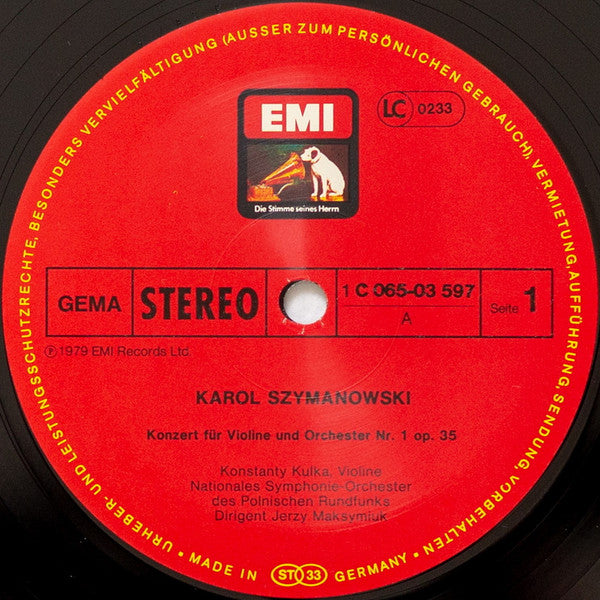 URHEBER- UND LEISTUNGSSCHUTZRECHTE, BESONDERS VERVIELFÄLTIGUNG (AUSSER ZUM PERSÖNLICHEN GEBRAUCH), VERMIETUNG, AUFFÜHRUNG, SENDUNG, VORBEHALTEN •
EMI
LC 0233
Die Stimme seines Herrn
GEMA
STEREO
1 C 065-03 597
A
Seite 1
Ⓟ 1979 EMI Records Ltd.
KAROL SZYMANOWSKI
Konzert für Violine und Orchester Nr. 1 op. 35
Konstanty Kulka, Violine
Nationales Symphonie-Orchester
des Polnischen Rundfunks
Dirigent Jerzy Maksymiuk
• MADE IN ST 33 GERMANY •